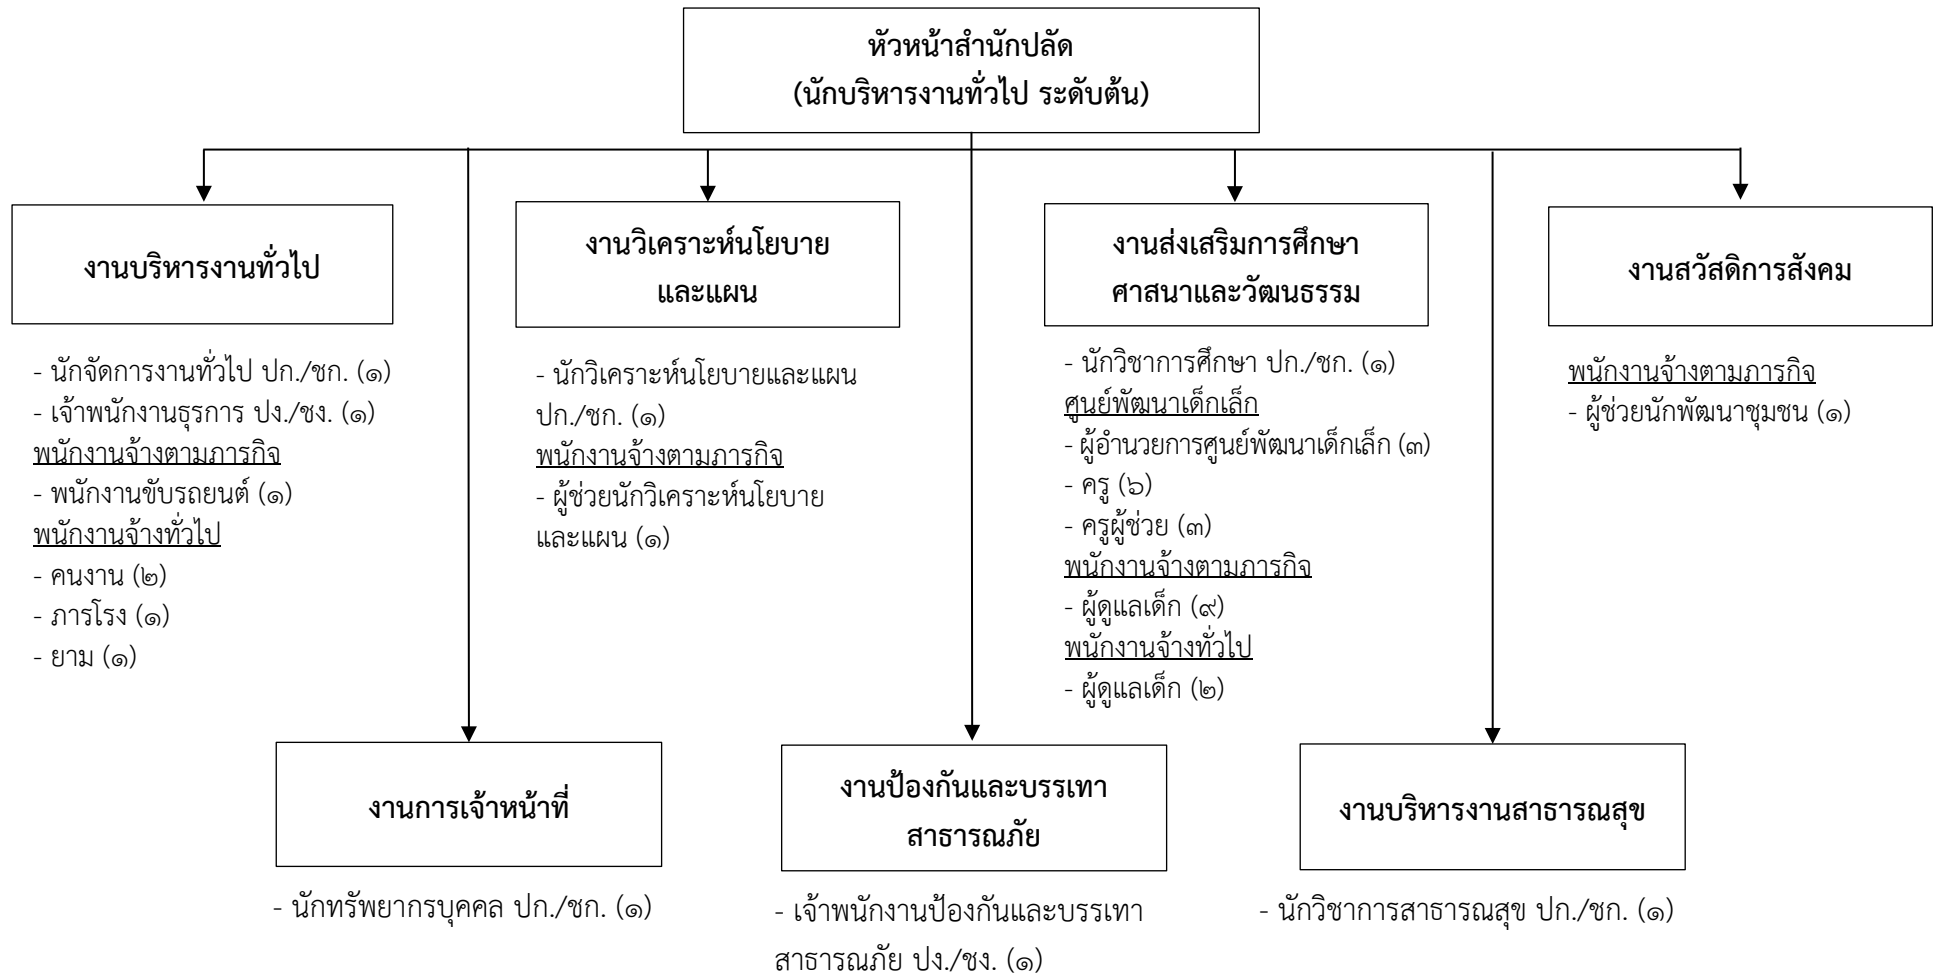 หัวหน้าสำนักปลัด
(นักบริหารงานทั่วไป ระดับต้น)
งานบริหารงานทั่วไป
- นักจัดการงานทั่วไป ปก./ชก. (๑)
- เจ้าพนักงานธุรการ ปง./ชง. (๑)
พนักงานจ้างตามภารกิจ
- พนักงานขับรถยนต์ (๑)
พนักงานจ้างทั่วไป
- คนงาน (๒)
- ภารโรง (๑)
- ยาม (๑)
งานวิเคราะห์นโยบาย
และแผน
- นักวิเคราะห์นโยบายและแผน
ปก./ชก. (๑)
พนักงานจ้างตามภารกิจ
- ผู้ช่วยนักวิเคราะห์นโยบาย
และแผน (๑)
งานส่งเสริมการศึกษา
ศาสนาและวัฒนธรรม
- นักวิชาการศึกษา ปก./ชก. (๑)
ศูนย์พัฒนาเด็กเล็ก
- ผู้อำนวยการศูนย์พัฒนาเด็กเล็ก (๓)
- ครู (๖)
- ครูผู้ช่วย (๓)
พนักงานจ้างตามภารกิจ
- ผู้ดูแลเด็ก (๙)
พนักงานจ้างทั่วไป
- ผู้ดูแลเด็ก (๒)
งานสวัสดิการสังคม
พนักงานจ้างตามภารกิจ
- ผู้ช่วยนักพัฒนาชุมชน (๑)
งานการเจ้าหน้าที่
- นักทรัพยากรบุคคล ปก./ชก. (๑)
งานป้องกันและบรรเทา
สาธารณภัย
- เจ้าพนักงานป้องกันและบรรเทา
สาธารณภัย ปง./ชง. (๑)
งานบริหารงานสาธารณสุข
- นักวิชาการสาธารณสุข ปก./ชก. (๑)